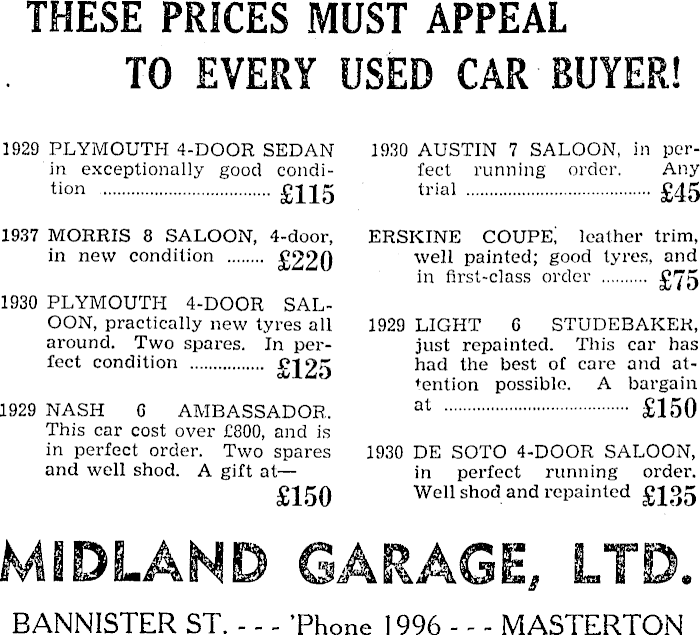 THESE PRICES MUST APPEAL
TO EVERY USED CAR BUYER!
1929 PLYMOUTH 4-DOOR SEDAN
in exceptionally good condi-
tion .................................. £115
1937 MORRIS 8 SALOON, 4-door,
in new condition ........ £220
1930 PLYMOUTH 4-DOOR SAL-
OON, practically new tyres all
around. Two spares. In per-
fect condition ................ £125
1929 NASH 6 AMBASSADOR.
This car cost over £800, and is
in perfect order. Two spares
and well shod. A gift at—
£150
1930 AUSTIN 7 SALOON, in per-
fect running order. Any
trial ...................................... £45
ERSKINE COUPE, leather trim,
well painted; good tyres, and
in first-class order .......... £75
1929 LIGHT 6 STUDEBAKER,
just repainted. This car has
had the best of care and at-
tention possible. A bargain
at ...................................... £150
1930 DE SOTO 4-DOOR SALOON,
in perfect running order.
Well shod and repainted £135
MIDLAND GARAGE, LTD.
BANNISTER ST. - - - 'Phone 1996 - - - MASTERTON